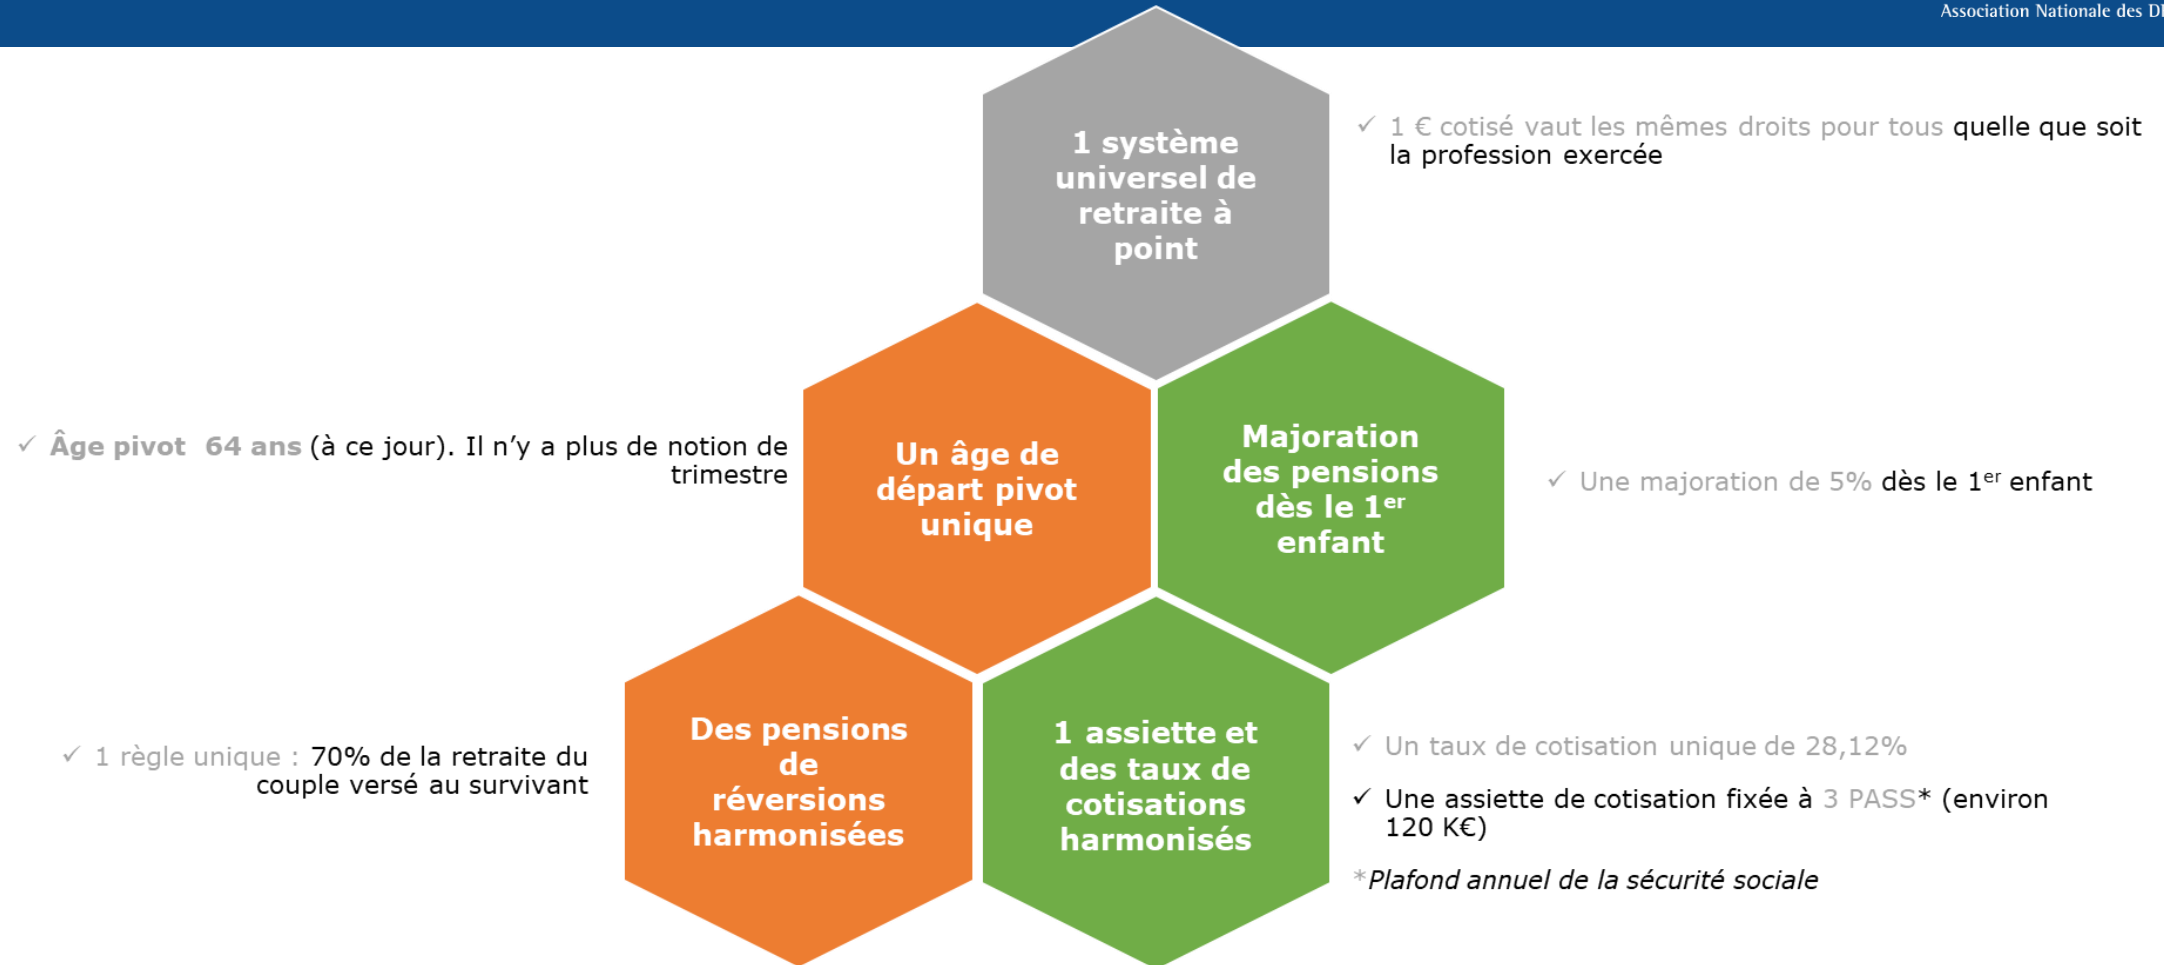 Association Nationale des
1 système
universel de
retraite à
point
✓ 1 € cotisé vaut les mêmes droits pour tous quelle que soit
la profession exercée
✓ Âge pivot 64 ans (à ce jour). Il n’y a plus de notion de
trimestre
Un âge de
départ pivot
unique
Majoration
des pensions
dès le 1er
enfant
✓ Une majoration de 5% dès le 1er enfant
✓ 1 règle unique : 70% de la retraite du
couple versé au survivant
Des pensions
de
réversions
harmonisées
1 assiette et
des taux de
cotisations
harmonisés
✓ Un taux de cotisation unique de 28,12%
✓ Une assiette de cotisation fixée à 3 PASS* (environ
120 K€)
*Plafond annuel de la sécurité sociale